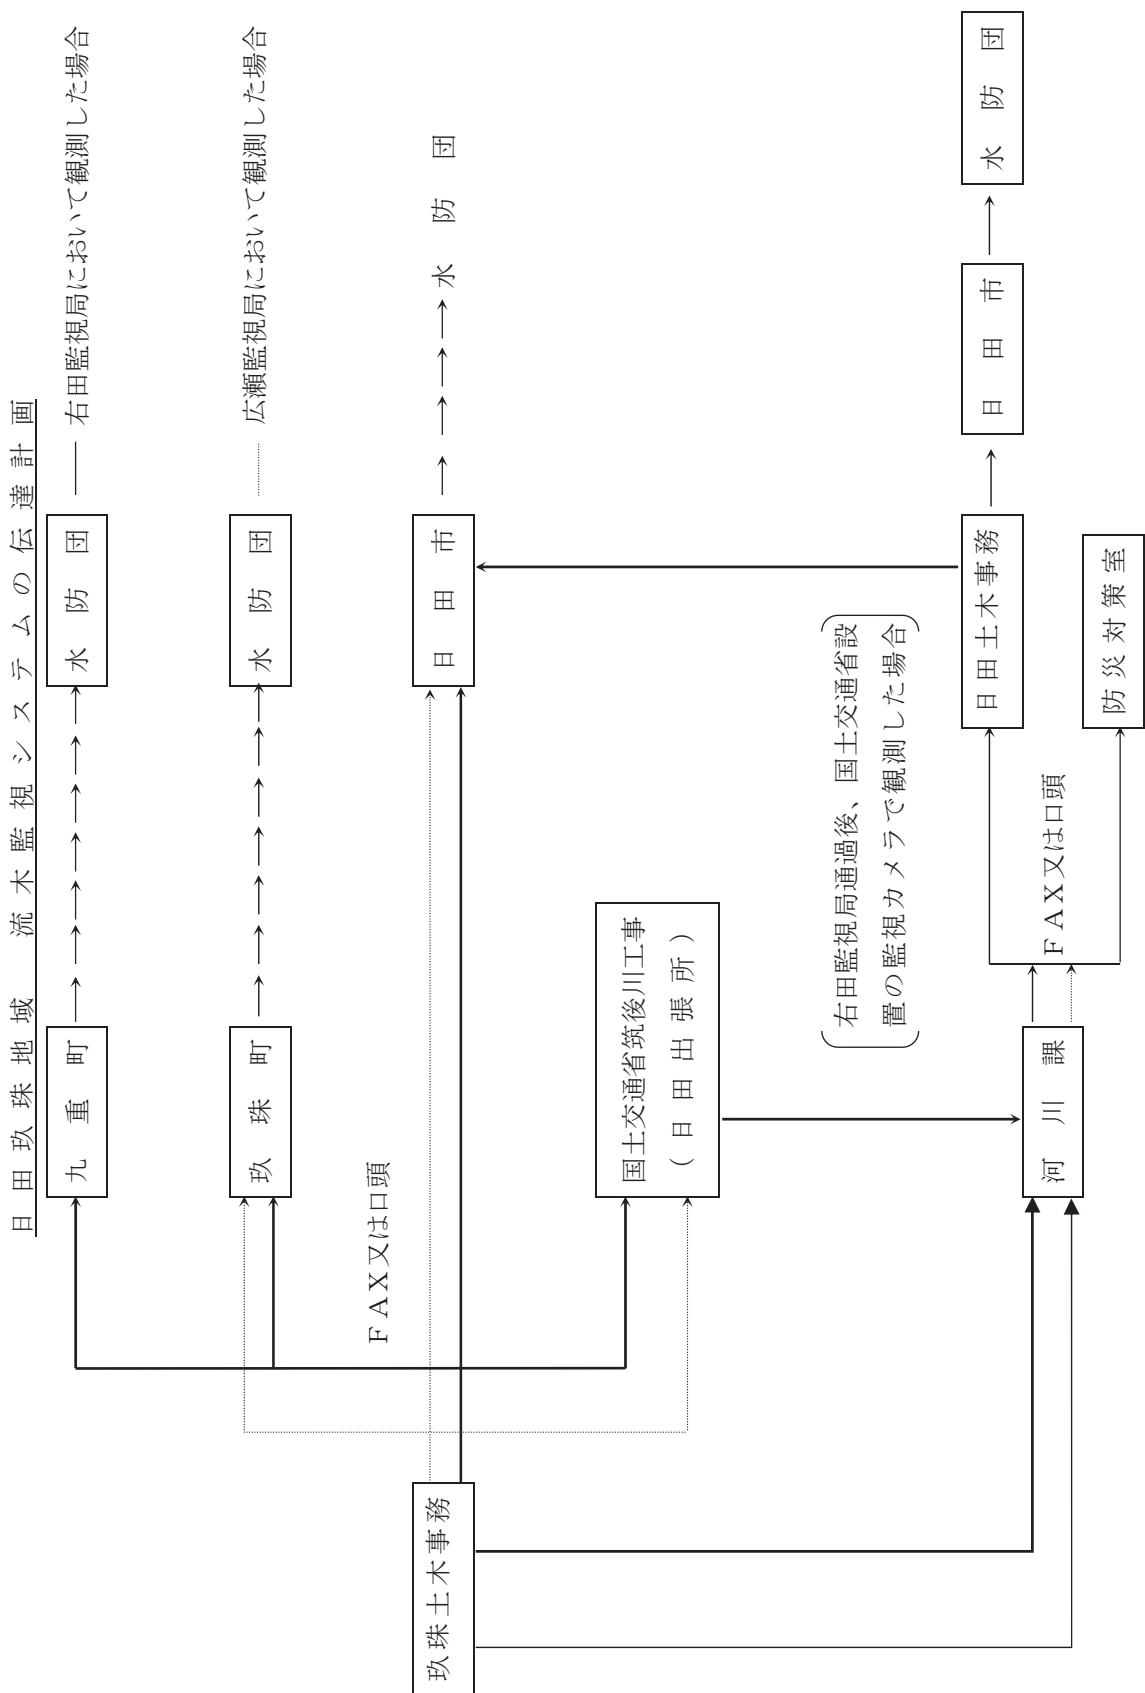 日田玖珠地域　流木監視システムの伝達計画
九重町
水防団
右田監視局において観測した場合
玖珠町
水防団
広瀬監視局において観測した場合
ＦＡＸ又は口頭
玖珠土木事務
日田市
水防団
国土交通省筑後川工事
（日田出張所）
右田監視局通過後、国土交通省設
置の監視カメラで観測した場合
河川課
ＦＡＸ又は口頭
日田土木事務
日田市
水防団
防災対策室